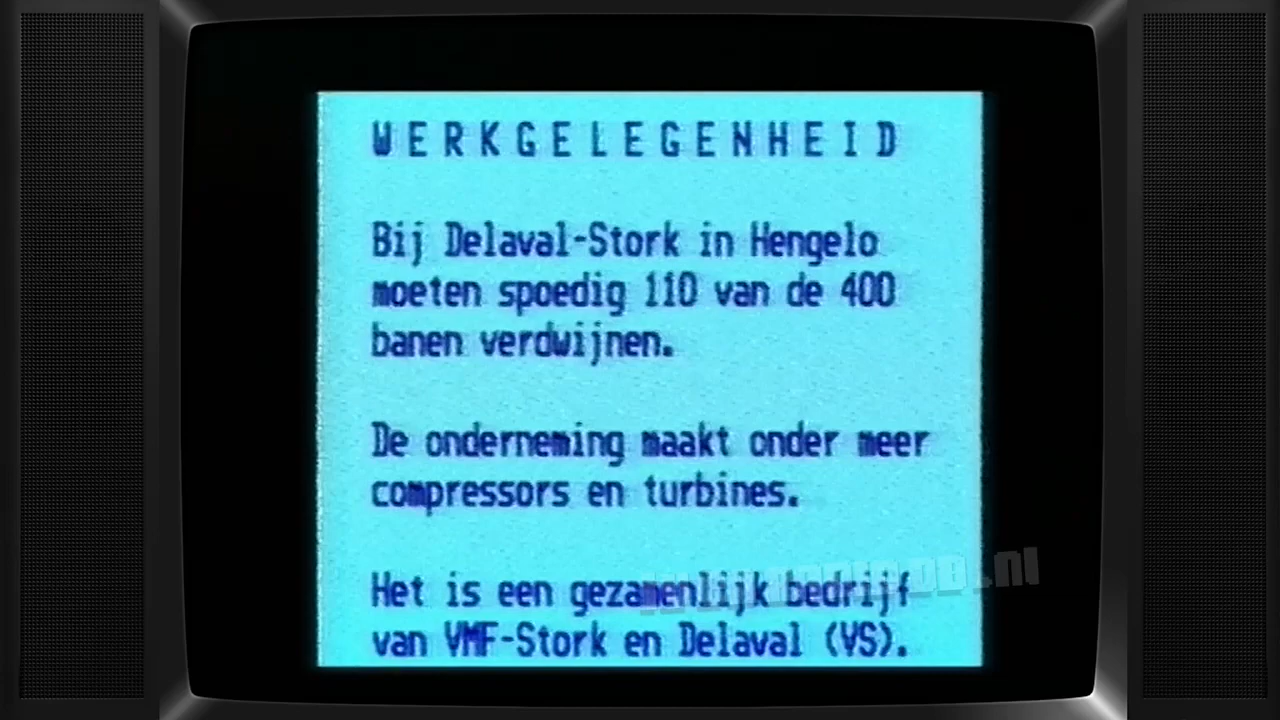 WERKGELEGENHEID
Bij Delaval-Stork in Hengelo
moeten spoedig 110 van de 400
banen verdwijnen.
De onderneming maakt onder meer
compressors en turbines.
Het is een gezamenlijk bedrijf
van VMF-Stork en Delaval (VS).